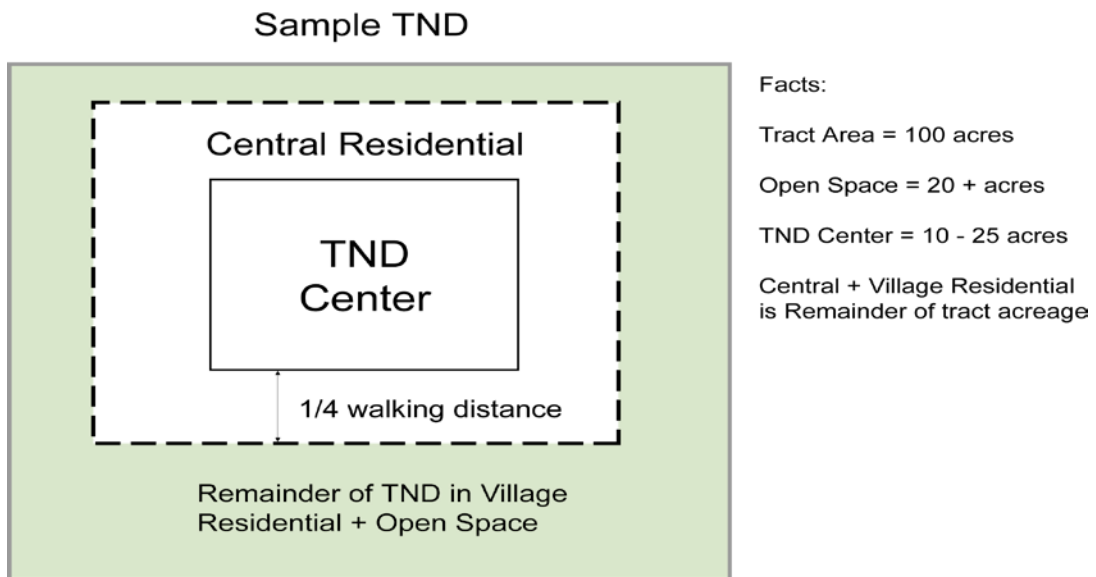 Sample TND
Central Residential
TND
Center
1/4 walking distance
Remainder of TND in Village
Residential + Open Space
Facts:
Tract Area = 100 acres
Open Space = 20 + acres
TND Center = 10 - 25 acres
Central + Village Residential
is Remainder of tract acreage